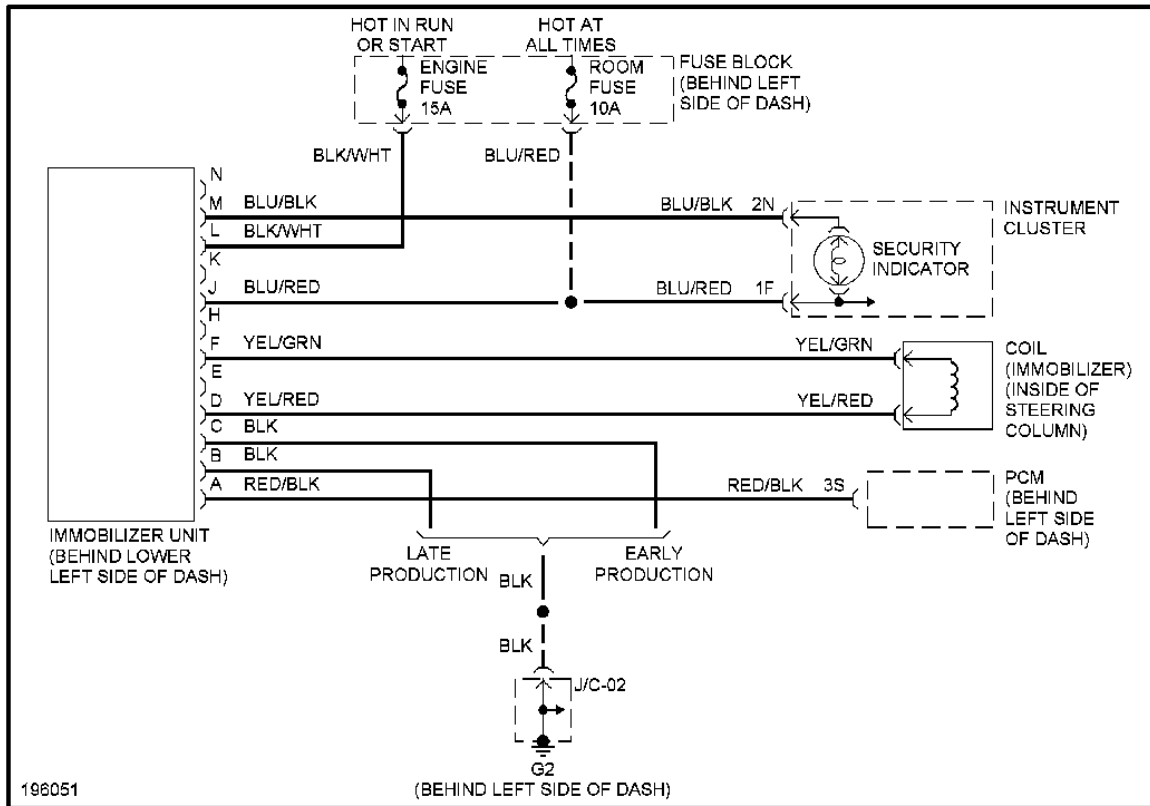 HOT IN RUN
OR START
HOT AT
ALL TIMES
ENGINE
FUSE
15A
ROOM
FUSE
10A
FUSE BLOCK
(BEHIND LEFT
SIDE OF DASH)
BLK/WHT
BLU/RED
N
M BLU/BLK
BLU/BLK 2N
L BLK/WHT
K
J BLU/RED
BLU/RED 1F
H
F YEL/GRN
YEL/GRN
E
D YEL/RED
YEL/RED
C BLK
B BLK
A RED/BLK
RED/BLK 3S
INSTRUMENT
CLUSTER
SECURITY
INDICATOR
COIL
(IMMOBILIZER)
(INSIDE OF
STEERING
COLUMN)
PCM
(BEHIND
LEFT SIDE
OF DASH)
IMMOBILIZER UNIT
(BEHIND LOWER
LEFT SIDE OF DASH)
LATE
PRODUCTION
EARLY
PRODUCTION
BLK
BLK
J/C-02
G2
(BEHIND LEFT SIDE OF DASH)
196051